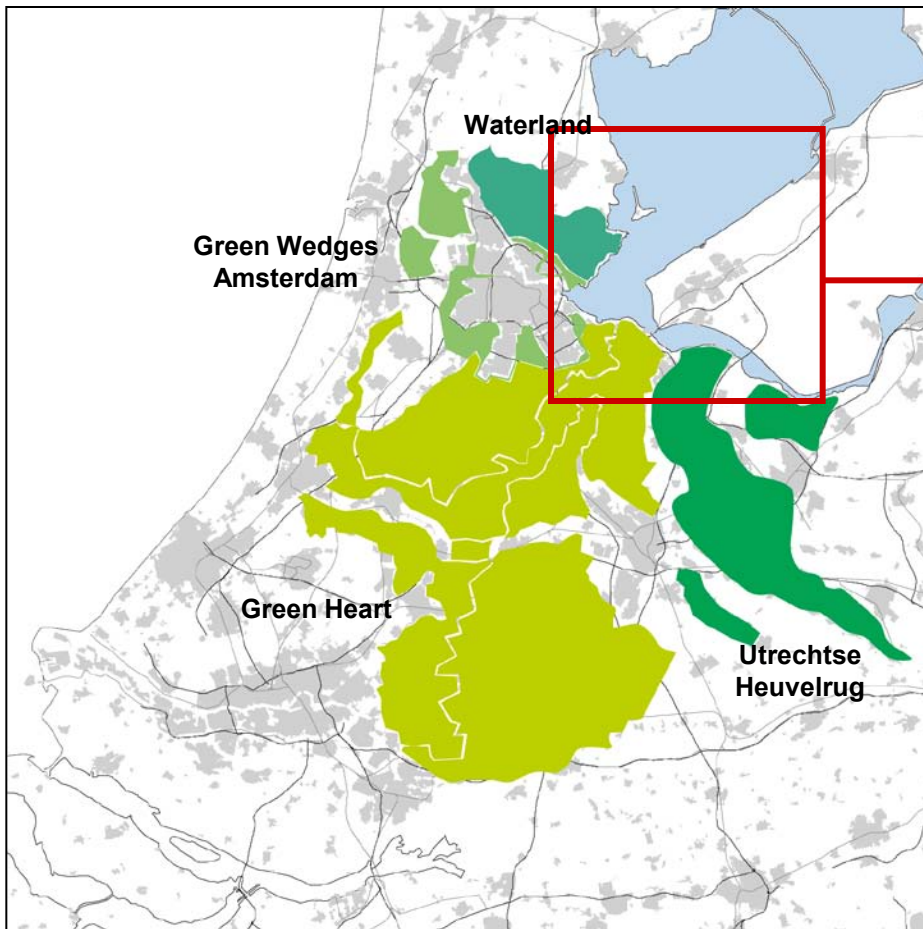 Waterland
Green Wedges
Amsterdam
Green Heart
Utrechtse
Heuvelrug